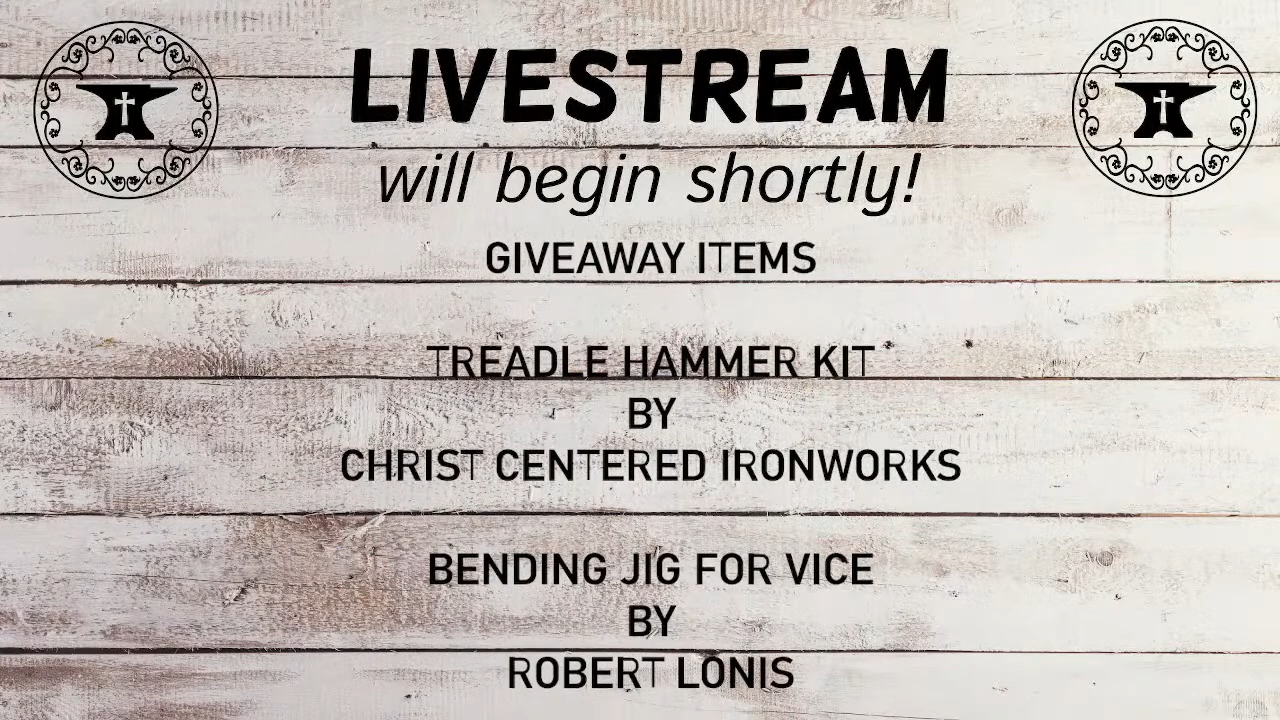 LIVESTREAM
will begin shortly!
GIVEAWAY ITEMS
TREADLE HAMMER KIT
BY
CHRIST CENTERED IRONWORKS
BENDING JIG FOR VICE
BY
ROBERT LONIS